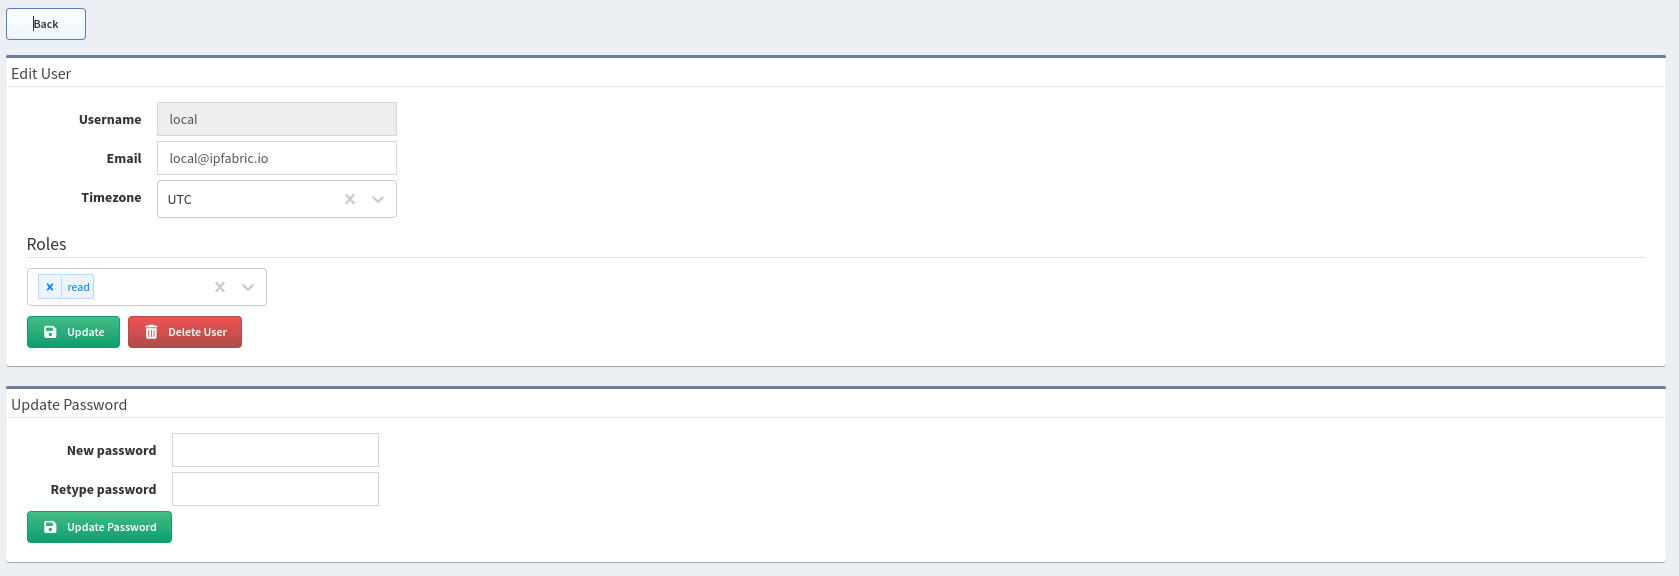 Back
Edit User
Username local
Email local@ipfabric.io
Timezone UTC
Roles
read
Update Delete User
Update Password
New password
Retype password
Update Password